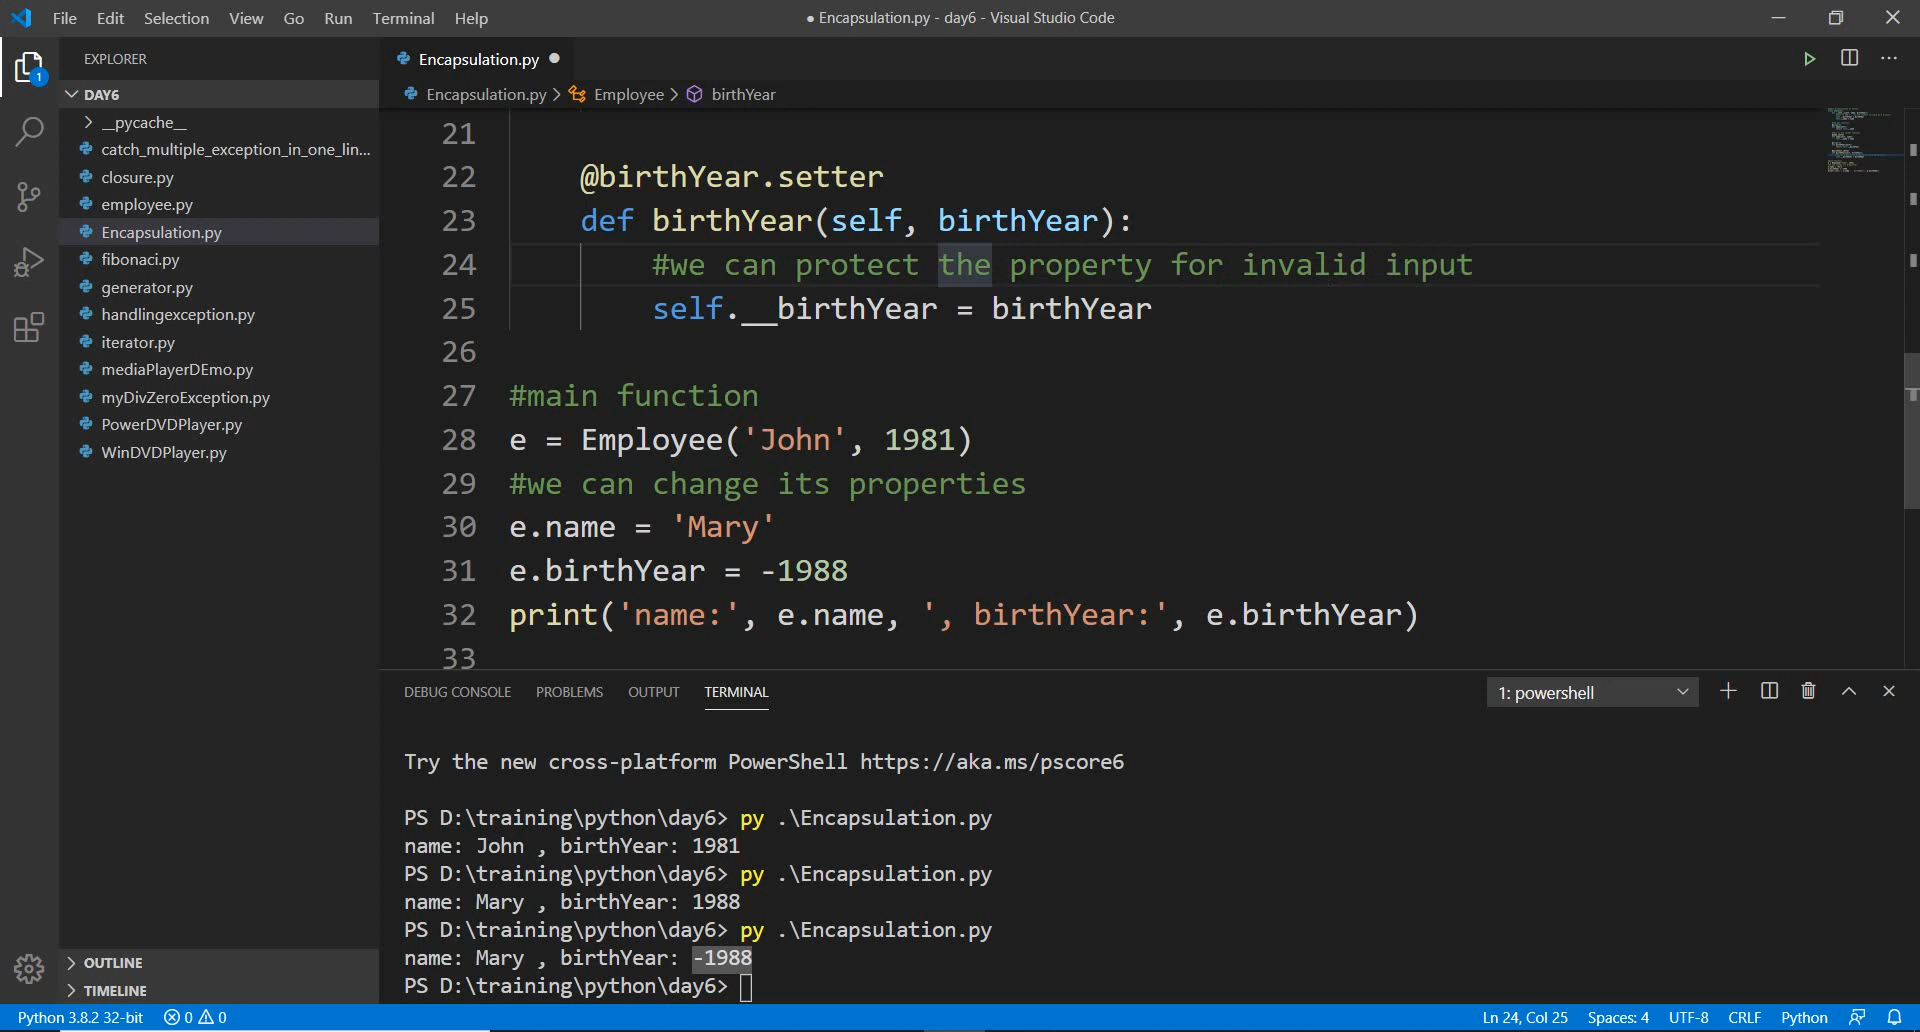 File Edit Selection View Go Run Terminal Help
● Encapsulation.py - day6 - Visual Studio Code
EXPLORER
1
DAY6
__pycache__
catch_multiple_exception_in_one_lin...
closure.py
employee.py
Encapsulation.py
fibonaci.py
generator.py
handlingexception.py
iterator.py
mediaPlayerDEmo.py
myDivZeroException.py
PowerDVDPlayer.py
WinDVDPlayer.py
OUTLINE
TIMELINE
Encapsulation.py
Encapsulation.py > Employee > birthYear
21
22 @birthYear.setter
23 def birthYear(self, birthYear):
24 #we can protect the property for invalid input
25 self.__birthYear = birthYear
26
27 #main function
28 e = Employee('John', 1981)
29 #we can change its properties
30 e.name = 'Mary'
31 e.birthYear = -1988
32 print('name:', e.name, ', birthYear:', e.birthYear)
33
DEBUG CONSOLE PROBLEMS OUTPUT TERMINAL
1: powershell
Try the new cross-platform PowerShell https://aka.ms/pscore6
PS D:\training\python\day6> py .\Encapsulation.py
name: John , birthYear: 1981
PS D:\training\python\day6> py .\Encapsulation.py
name: Mary , birthYear: 1988
PS D:\training\python\day6> py .\Encapsulation.py
name: Mary , birthYear: -1988
PS D:\training\python\day6>
Python 3.8.2 32-bit 0 0
Ln 24, Col 25 Spaces: 4 UTF-8 CRLF Python